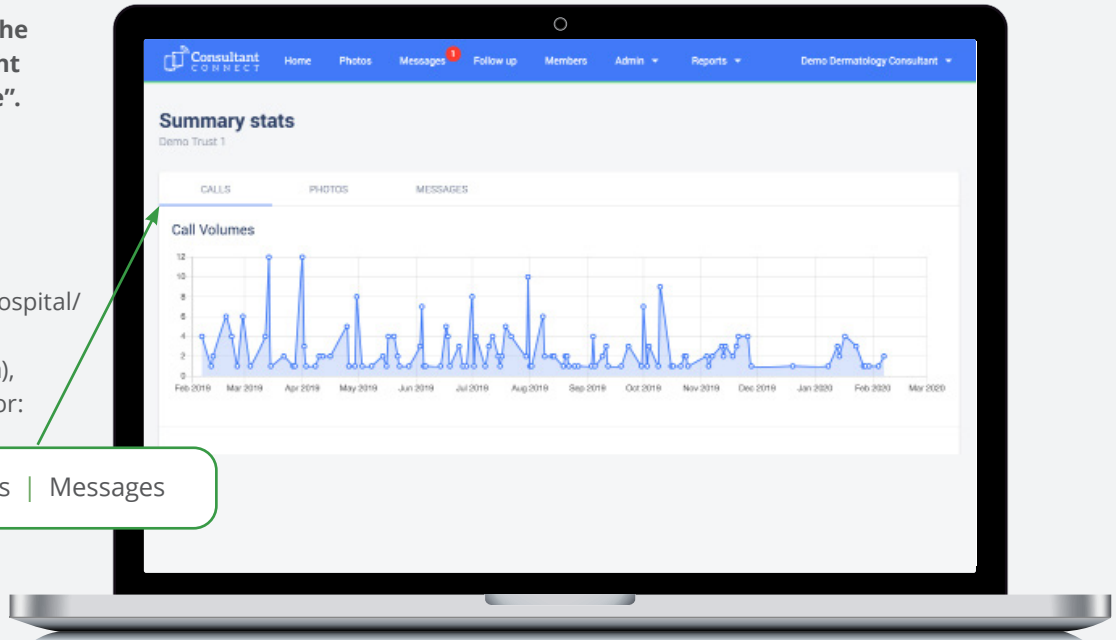 he
nt
e”.
ospital/
),
or:
s | Messages
Consultant
CONNECT
Home Photos Messages 1 Follow up Members Admin Reports Demo Dermatology Consultant
Summary stats
Demo Trust 1
CALLS PHOTOS MESSAGES
Call Volumes
12
10
8
6
4
2
0
Feb 2019 Mar 2019 Apr 2019 May 2019 Jun 2019 Jul 2019 Aug 2019 Sep 2019 Oct 2019 Nov 2019 Dec 2019 Jan 2020 Feb 2020 Mar 2020